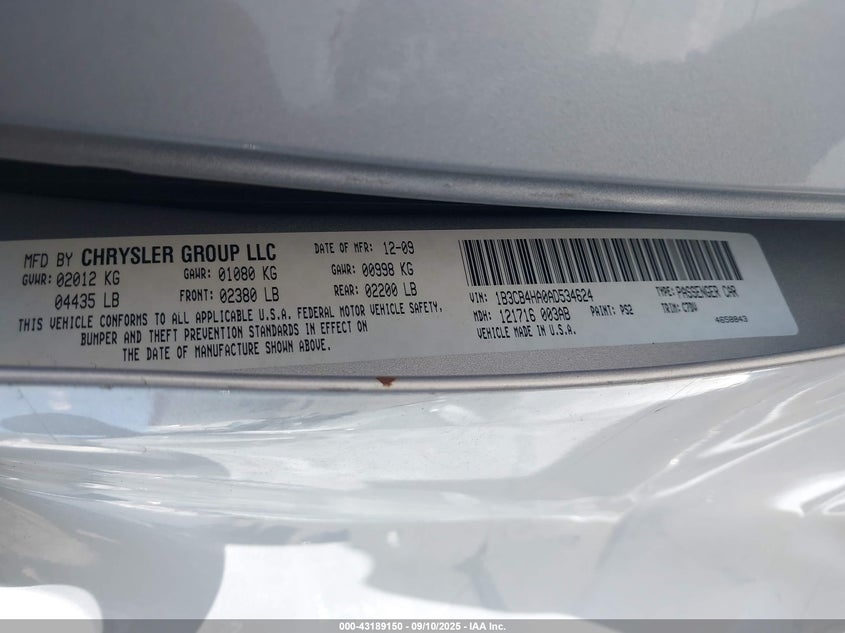 MFD BY CHRYSLER GROUP LLC
DATE OF MFR: 12-09
GVWR: 02012 KG
GAWR: 01080 KG
GAWR: 00998 KG
04435 LB
FRONT: 02380 LB
REAR: 02200 LB
THIS VEHICLE CONFORMS TO ALL APPLICABLE U.S.A. FEDERAL MOTOR VEHICLE SAFETY,
BUMPER AND THEFT PREVENTION STANDARDS IN EFFECT ON
THE DATE OF MANUFACTURE SHOWN ABOVE.
VIN: 1B3CB4HA0AD534624
TYPE: PASSENGER CAR
MDH: 121716 003AB
PAINT: PS2
TRIM: C7DV
VEHICLE MADE IN U.S.A.
4658843
000-43189150 - 09/10/2025 - IAA Inc.